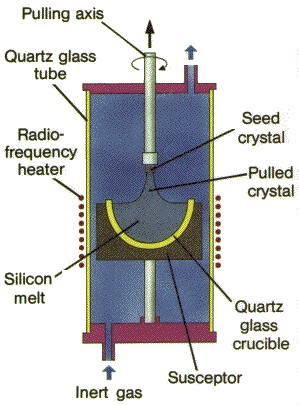 Pulling axis
Quartz glass
tube
Radio-
frequency
heater
Seed
crystal
Pulled
crystal
Silicon
melt
Quartz
glass
crucible
Susceptor
Inert gas